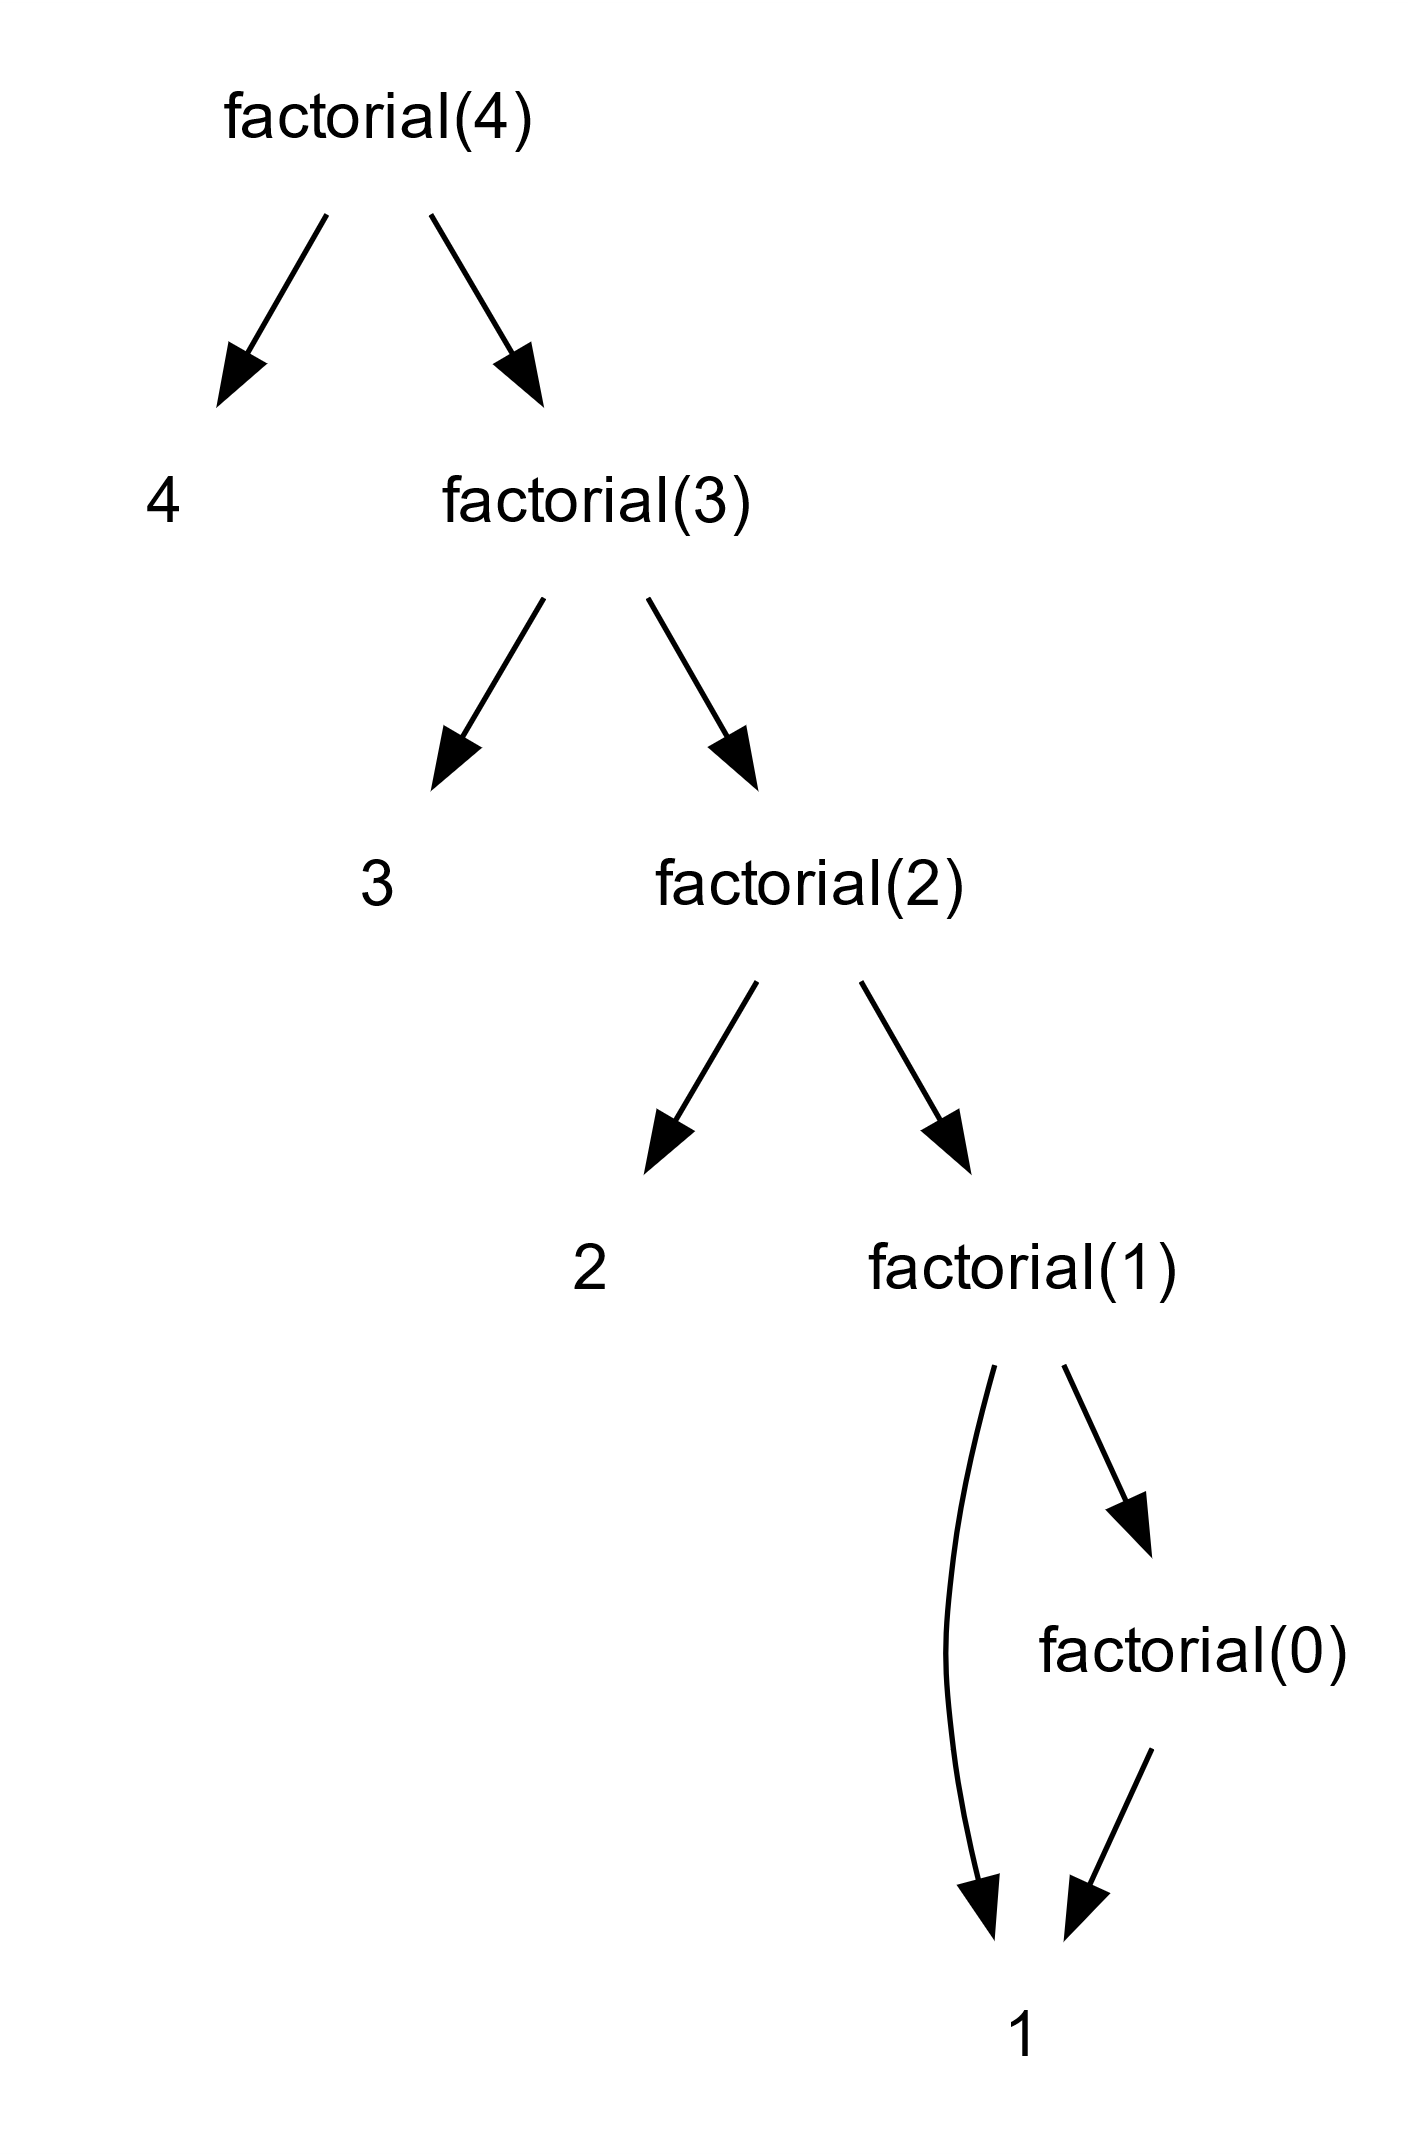 factorial(4)
4
factorial(3)
3
factorial(2)
2
factorial(1)
factorial(0)
1